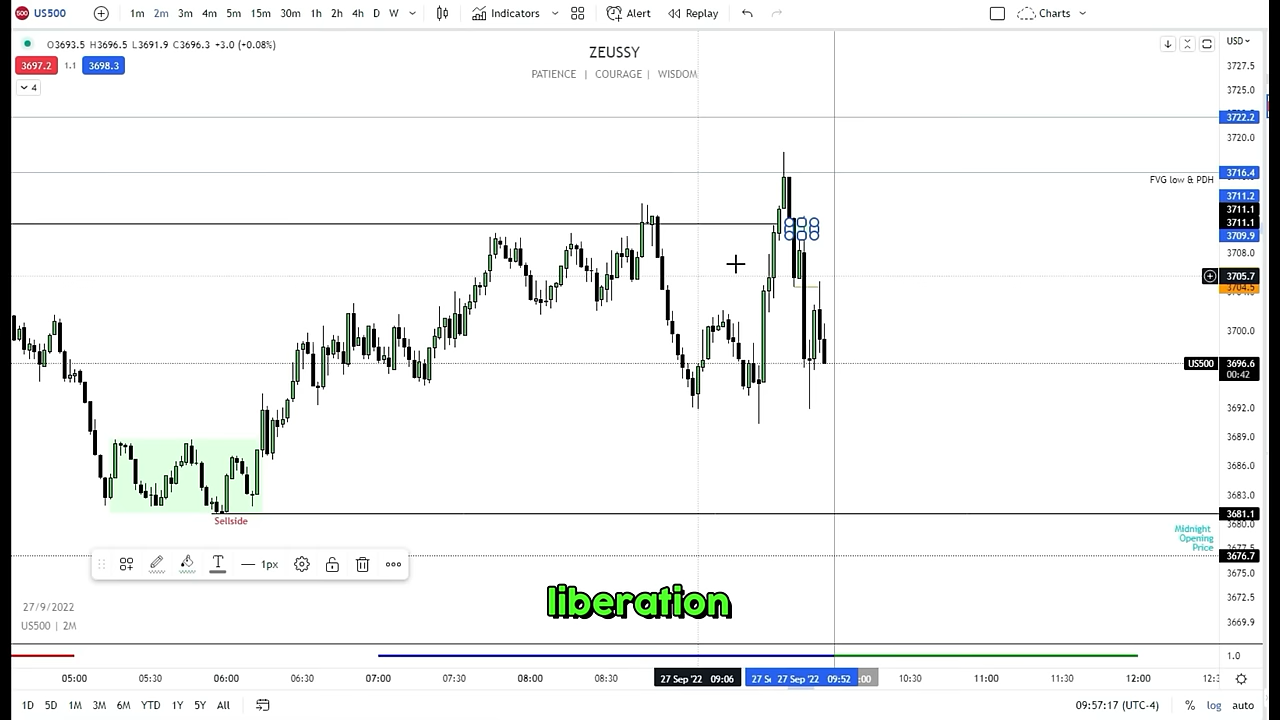 US500 1m 2m 3m 4m 5m 15m 30m 1h 2h 4h D W Indicators Alert Replay Charts
O3693.5 H3696.5 L3691.9 C3696.3 +3.0 (+0.08%)
3697.2 1.1 3698.3
4
ZEUSSY
PATIENCE | COURAGE | WISDOM
USD
3727.5
3725.0
3722.2
3720.0
3716.4
FVG low & PDH
3711.2
3711.1
3711.1
3709.9
3708.0
3705.7
3704.5
3700.0
US500 3696.6
00:42
3692.0
3689.0
3686.0
3683.0
3681.1
3680.0
Sellside
Midnight
Opening
Price
3677.5
3676.7
3675.0
3672.5
3669.9
1px
liberation
27/9/2022
US500 | 2M
1.0
05:00 05:30 06:00 06:30 07:00 07:30 08:00 08:30 27 Sep '22 09:06 27 Sep '22 09:52 :00 10:30 11:00 11:30 12:00
1D 5D 1M 3M 6M YTD 1Y 5Y All 09:57:17 (UTC-4) % log auto